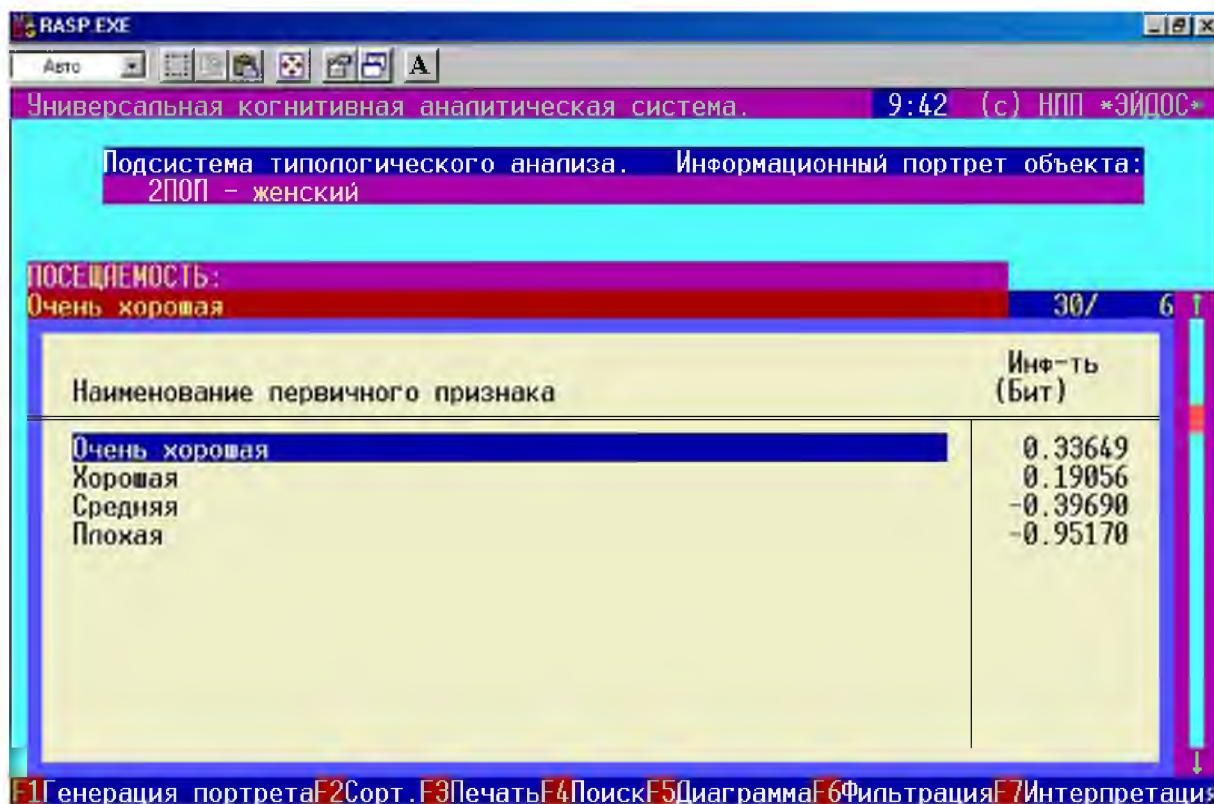 RASP.EXE
Авто A
Универсальная когнитивная аналитическая система. 9:42 (с) НПП *ЭЙДОС*
Подсистема типологического анализа. Информационный портрет объекта:
2ПОП - женский
ПОСЕЩАЕМОСТЬ:
Очень хорошая 30/ 6 ↑
Инф-ть
Наименование первичного признака (Бит)
Очень хорошая 0.33649
Хорошая 0.19056
Средняя -0.39690
Плохая -0.95170
↓
F1Генерация портретаF2Сорт.F3ПечатьF4ПоискF5ДиаграммаF6ФильтрацияF7Интерпретация